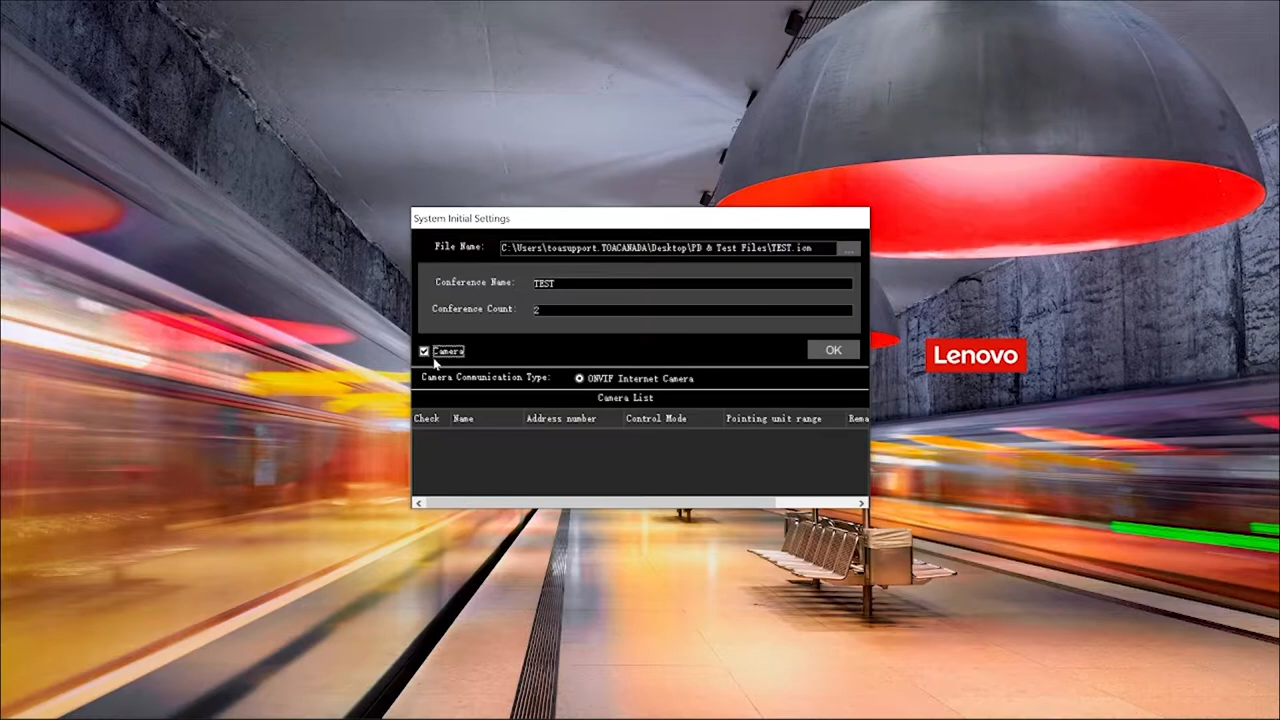 System Initial Settings
File Name: C:\Users\toasupport.TOACANADA\Desktop\PD & Test Files\TEST.ion ...
Conference Name: TEST
Conference Count: 2
Camera
OK
Lenovo
Camera Communication Type: ONVIF Internet Camera
Camera List
Check Name Address number Control Mode Pointing unit range Rema